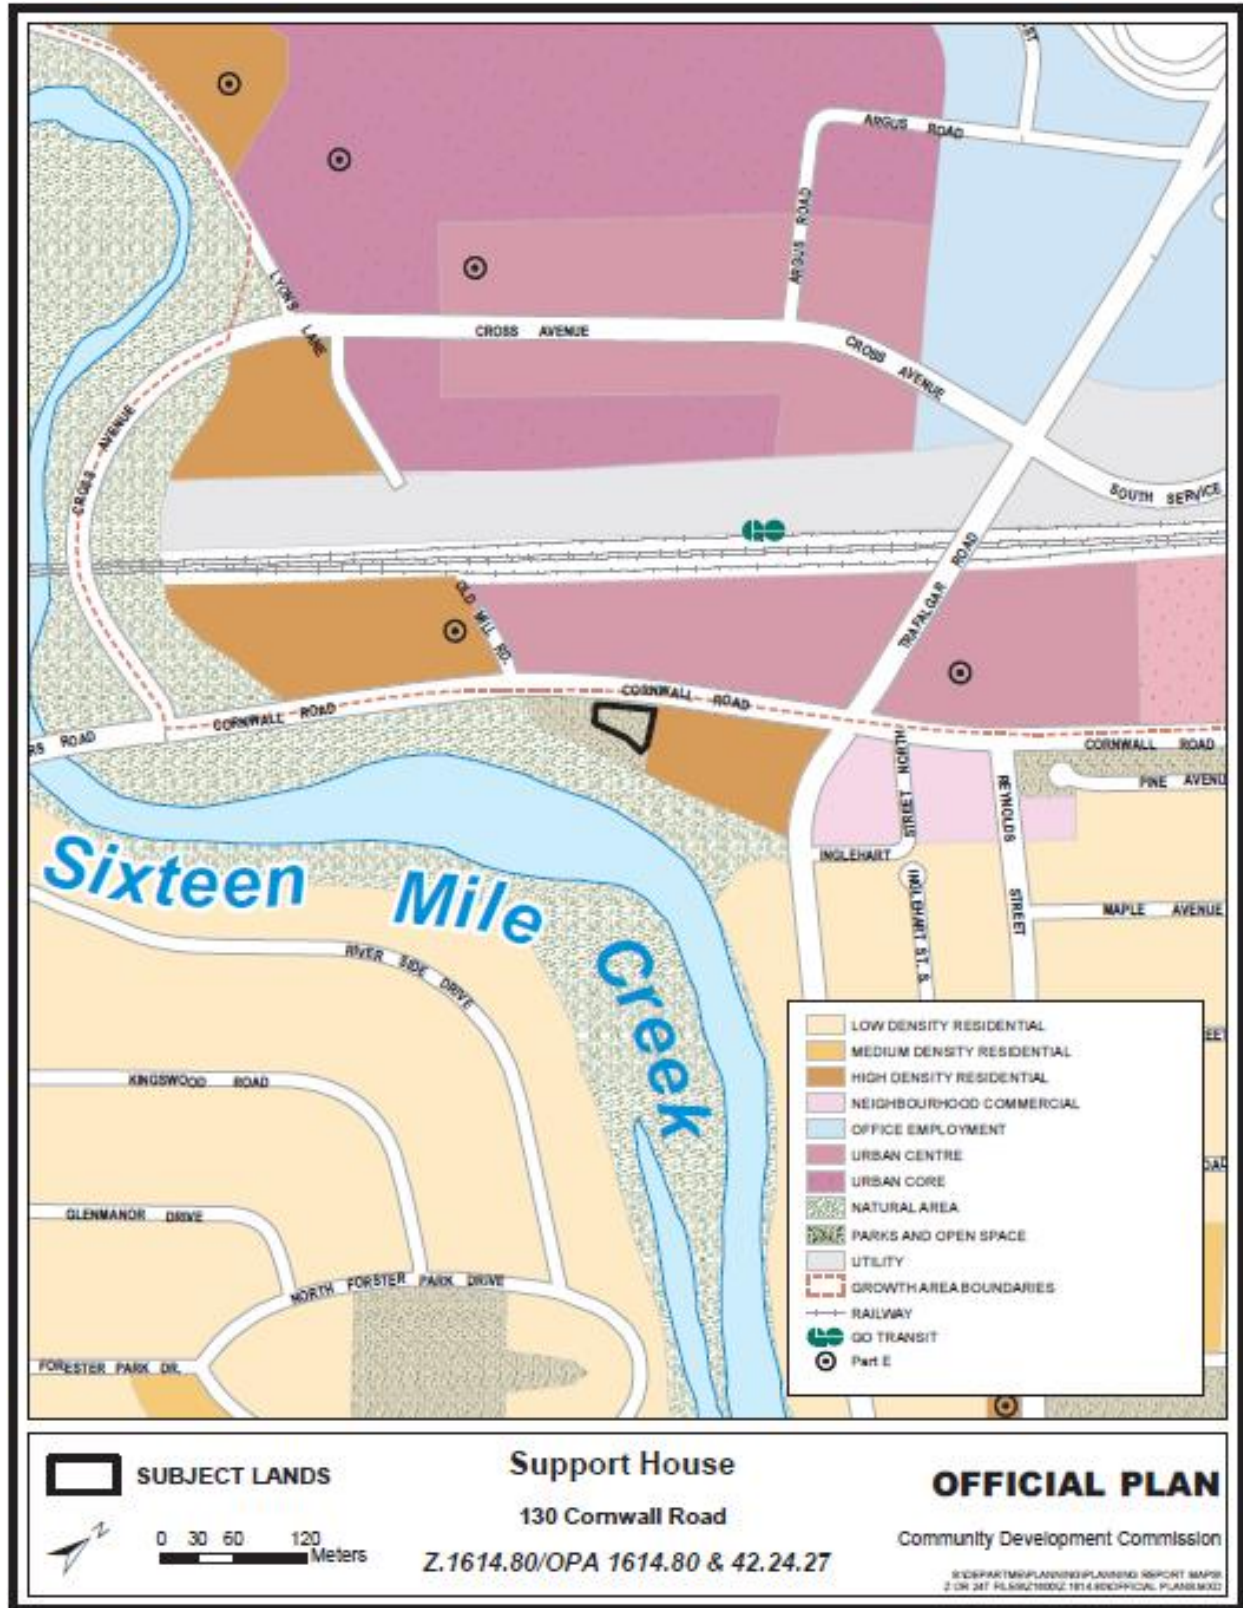 ST
ARGUS ROAD
ARGUS ROAD
LYONS LANE
CROSS AVENUE
CROSS AVENUE
CROSS AVENUE
SOUTH SERVICE
TRAFALGAR ROAD
OLD MILL RD.
CORNWALL ROAD
CORNWALL ROAD
RS ROAD
CORNWALL ROAD
PINE AVENU
STREET NORTH
REYNOLDS STREET
INGLEHART
INGLEHART ST. S
MAPLE AVENUE
Sixteen Mile Creek
RIVER SIDE DRIVE
KINGSWOOD ROAD
GLENMANOR DRIVE
NORTH FORSTER PARK DRIVE
FORESTER PARK DR.
LOW DENSITY RESIDENTIAL
MEDIUM DENSITY RESIDENTIAL
HIGH DENSITY RESIDENTIAL
NEIGHBOURHOOD COMMERCIAL
OFFICE EMPLOYMENT
URBAN CENTRE
URBAN CORE
NATURAL AREA
PARKS AND OPEN SPACE
UTILITY
GROWTH AREA BOUNDARIES
RAILWAY
GO TRANSIT
Part E
SUBJECT LANDS
0 30 60 120
Meters
Support House
130 Cornwall Road
Z.1614.80/OPA 1614.80 & 42.24.27
OFFICIAL PLAN
Community Development Commission